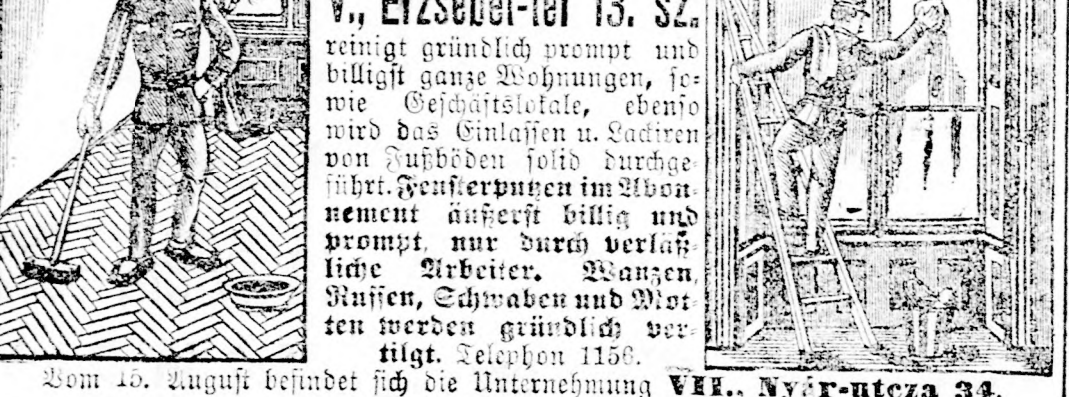 V., Erzsébet-tér 13. sz.
reinigt gründlich prompt und
billigst ganze Wohnungen, so-
wie Geschäftslokale, ebenso
wird das Einlassen u. Lackiren
von Fußböden solid durchge-
führt. Fensterputzen im Abon-
nement äußerst billig und
prompt, nur durch verläß-
liche Arbeiter. Wanzen,
Russen, Schwaben und Mot-
ten werden gründlich ver-
tilgt. Telephon 1156.
Vom 15. August befindet sich die Unternehmung VII., Nyár-utcza 34.